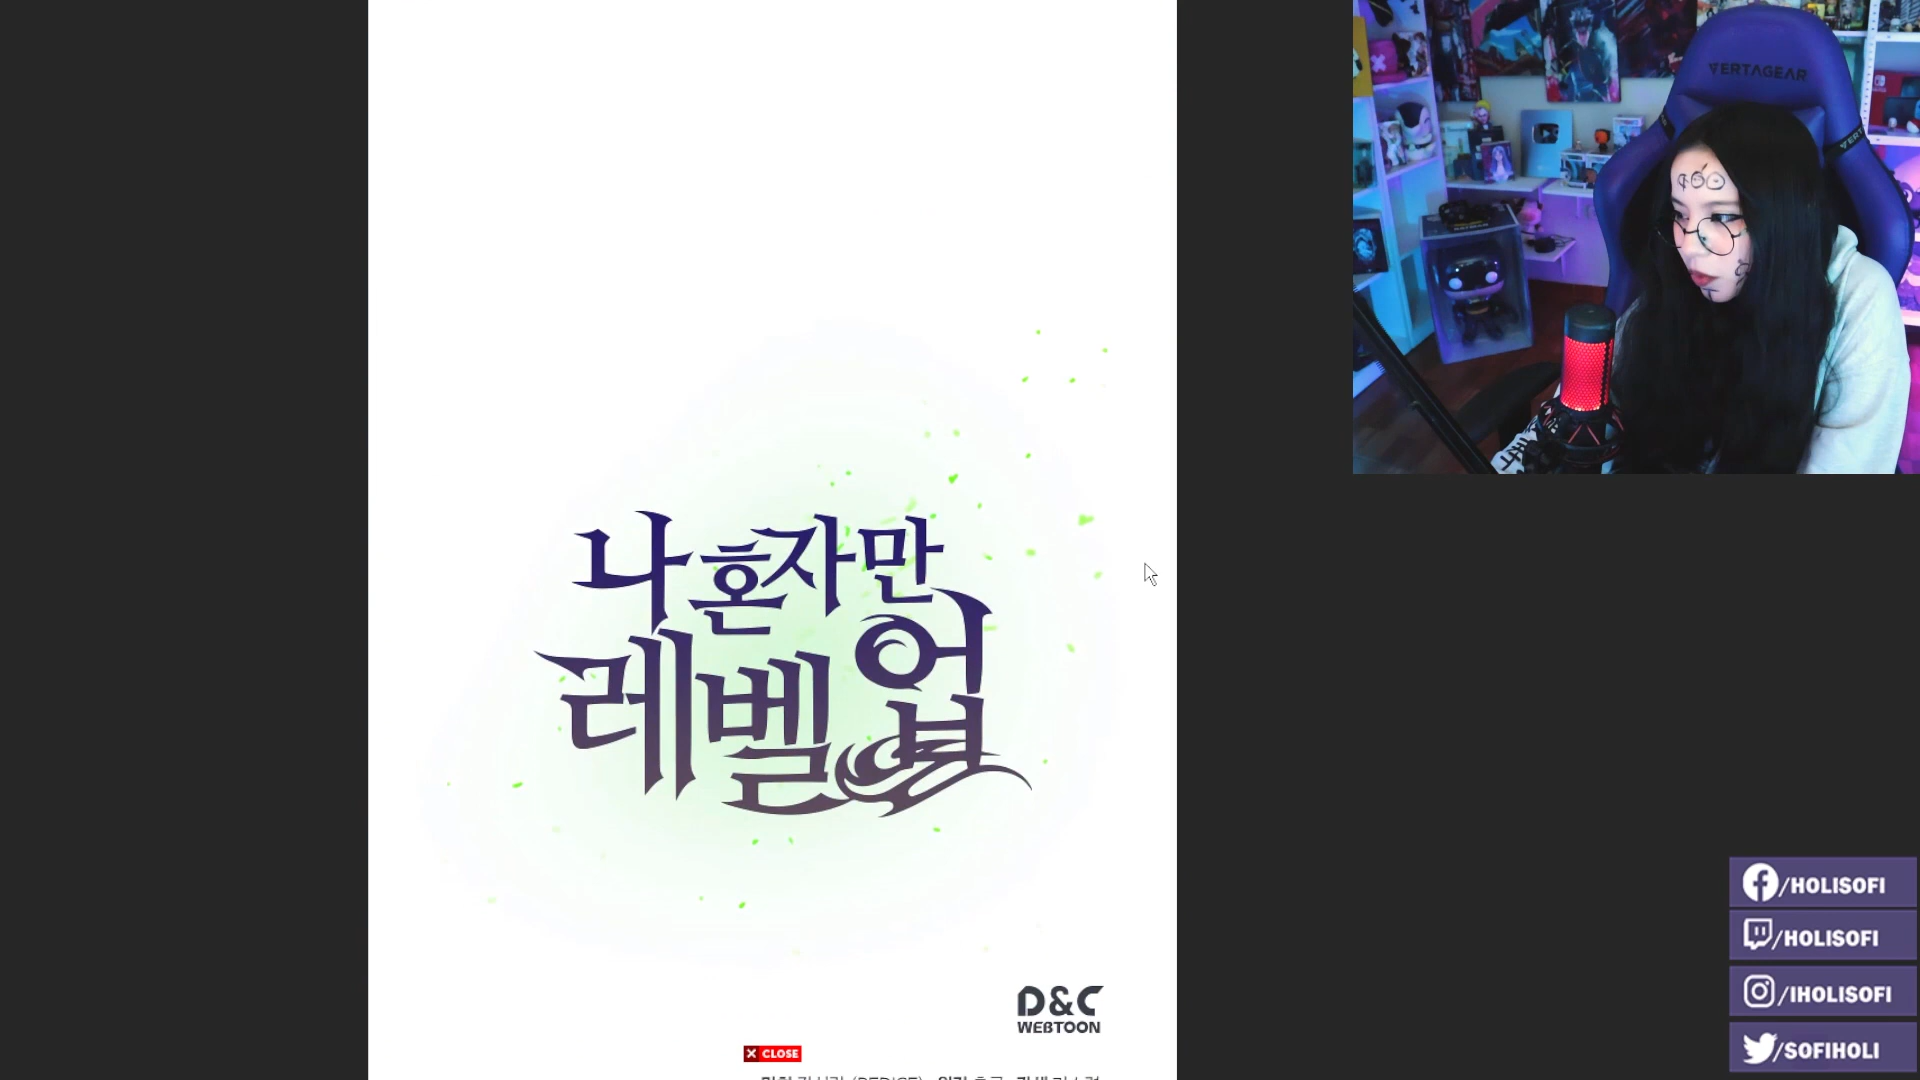 VERTAGEAR
나 혼자만
레벨업
D&C
WEBTOON
CLOSE
/HOLISOFI
/HOLISOFI
/IHOLISOFI
/SOFIHOLI